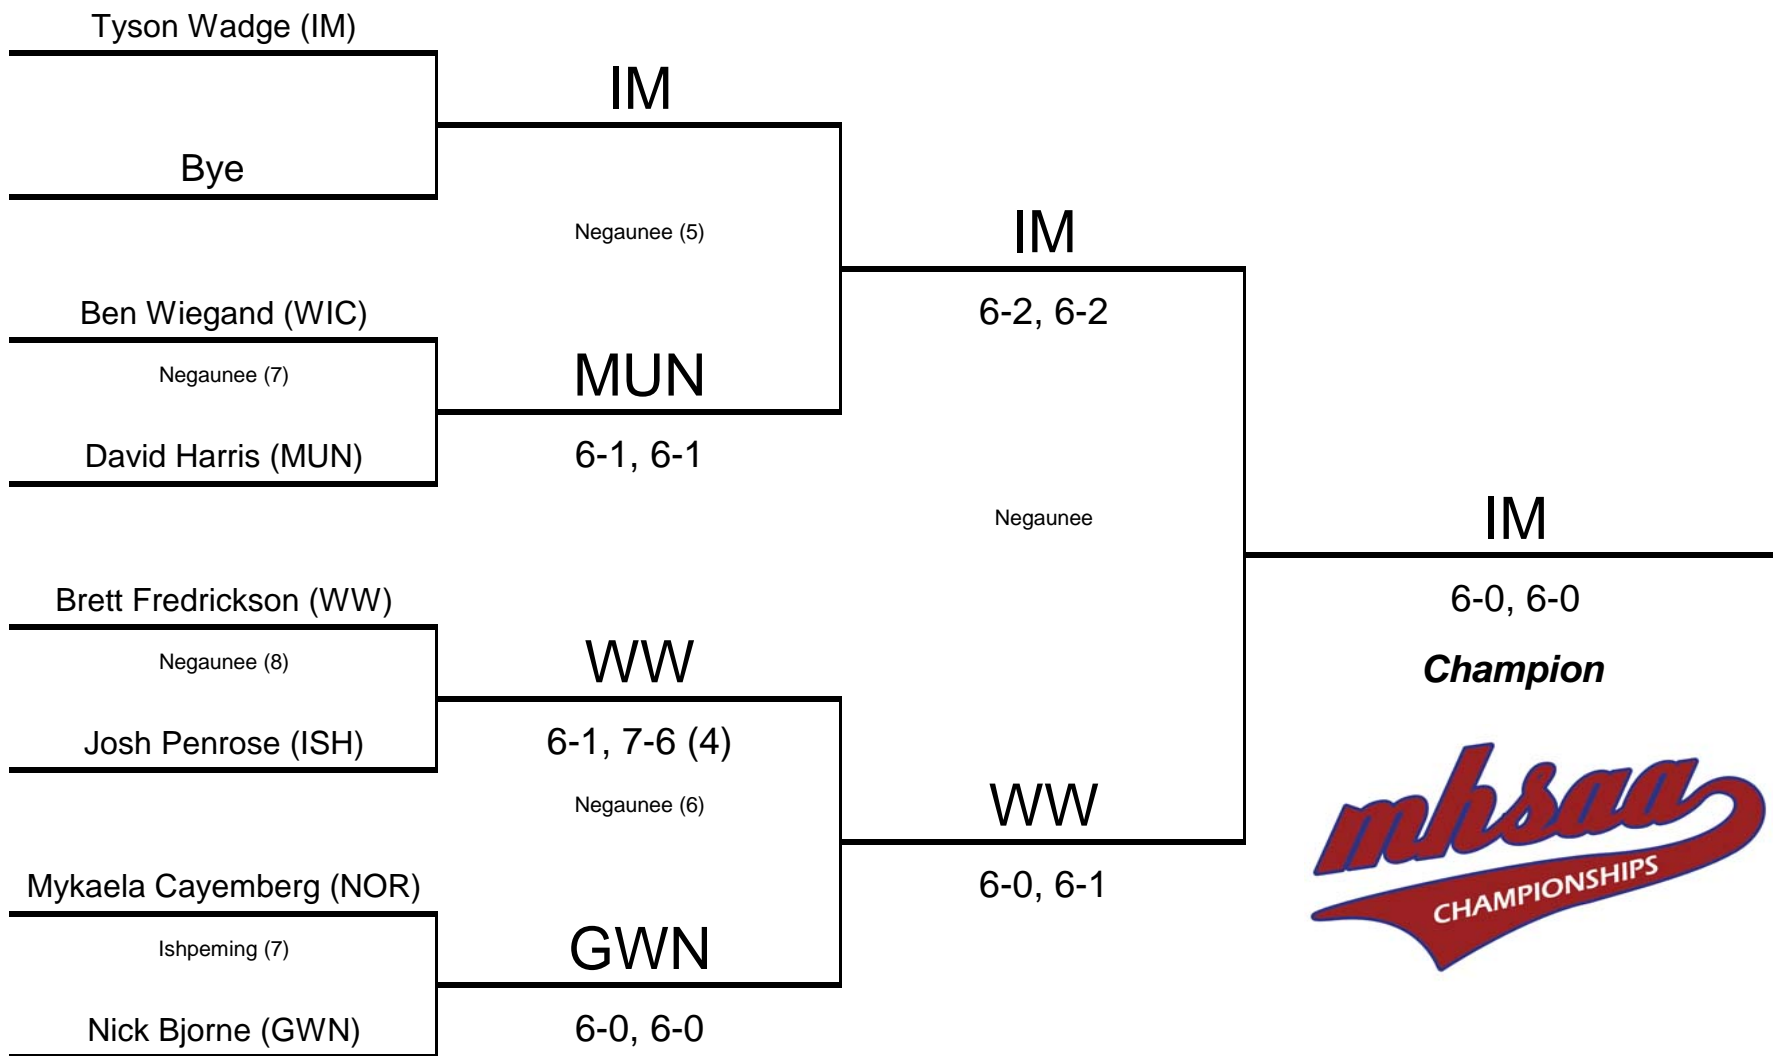 Tyson Wadge (IM)
IM
Bye
Negaunee (5)
IM
Ben Wiegand (WIC)
6-2, 6-2
Negaunee (7)
MUN
David Harris (MUN)
6-1, 6-1
Negaunee
IM
Brett Fredrickson (WW)
6-0, 6-0
Negaunee (8)
WW
Champion
Josh Penrose (ISH)
6-1, 7-6 (4)
Negaunee (6)
WW
mhsaa
CHAMPIONSHIPS
Mykaela Cayemberg (NOR)
6-0, 6-1
Ishpeming (7)
GWN
Nick Bjorne (GWN)
6-0, 6-0